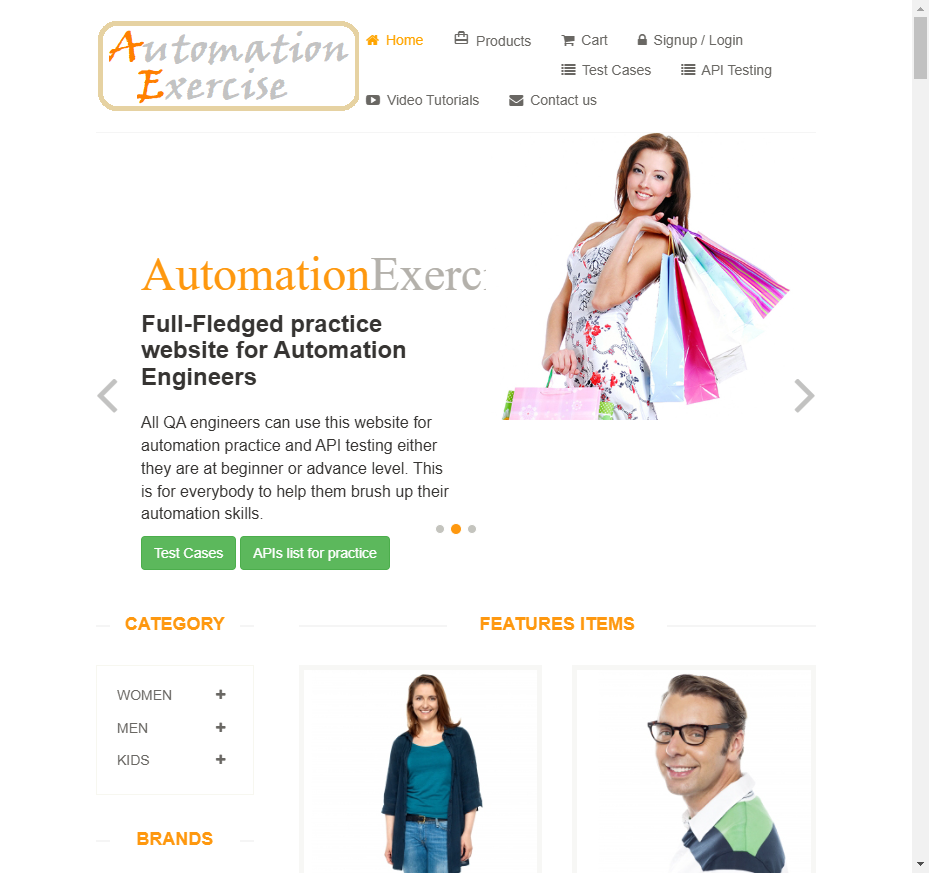 Automation
Exercise
Home
Products
Cart
Signup / Login
Test Cases
API Testing
Video Tutorials
Contact us
AutomationExerc
Full-Fledged practice
website for Automation
Engineers
All QA engineers can use this website for
automation practice and API testing either
they are at beginner or advance level. This
is for everybody to help them brush up their
automation skills.
Test Cases
APIs list for practice
CATEGORY
FEATURES ITEMS
WOMEN
MEN
KIDS
BRANDS